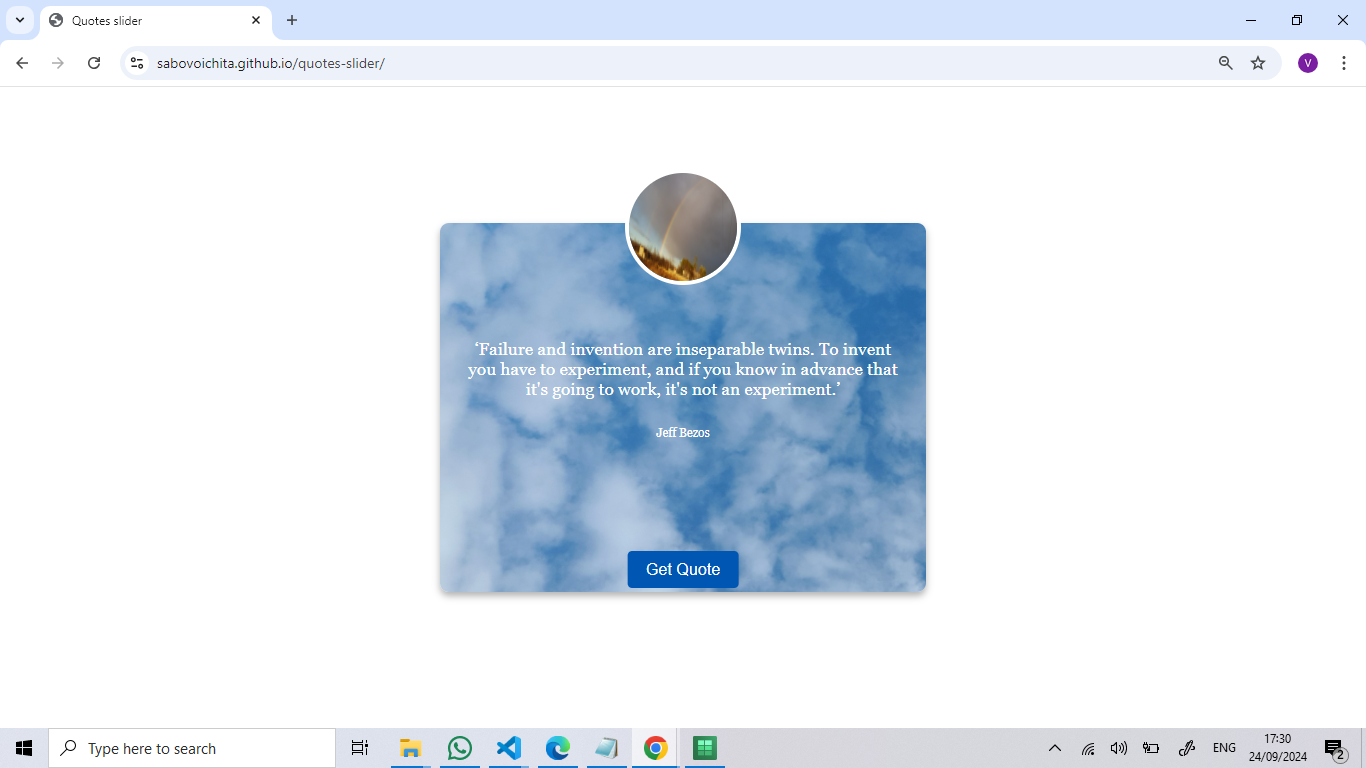 Quotes slider
sabovoichita.github.io/quotes-slider/
V
‘Failure and invention are inseparable twins. To invent
you have to experiment, and if you know in advance that
it's going to work, it's not an experiment.’
Jeff Bezos
Get Quote
Type here to search
ENG
17:30
24/09/2024
2